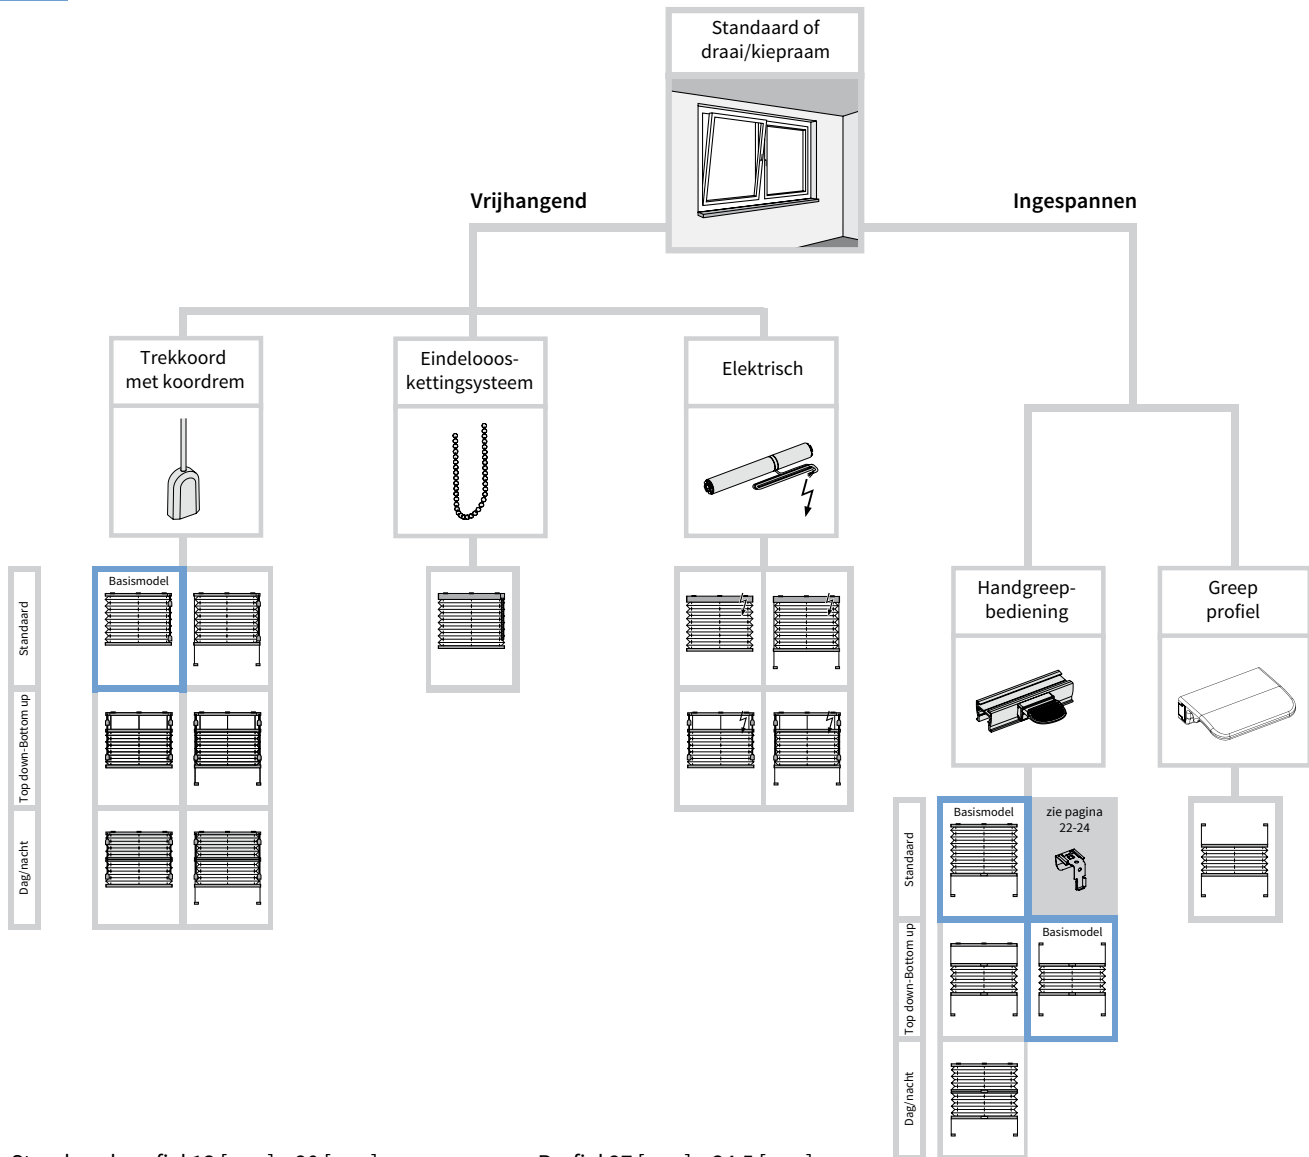 Standaard of
draai/kiepraam
Vrijhangend
Ingespannen
Trekkoord
met koordrem
Eindelooos-
kettingsysteem
Elektrisch
Handgreep-
bediening
Greep
profiel
Standaard
Top down-Bottom up
Dag/nacht
Basismodel
Standaard
Top down-Bottom up
Dag/nacht
Basismodel
zie pagina
22-24
Basismodel